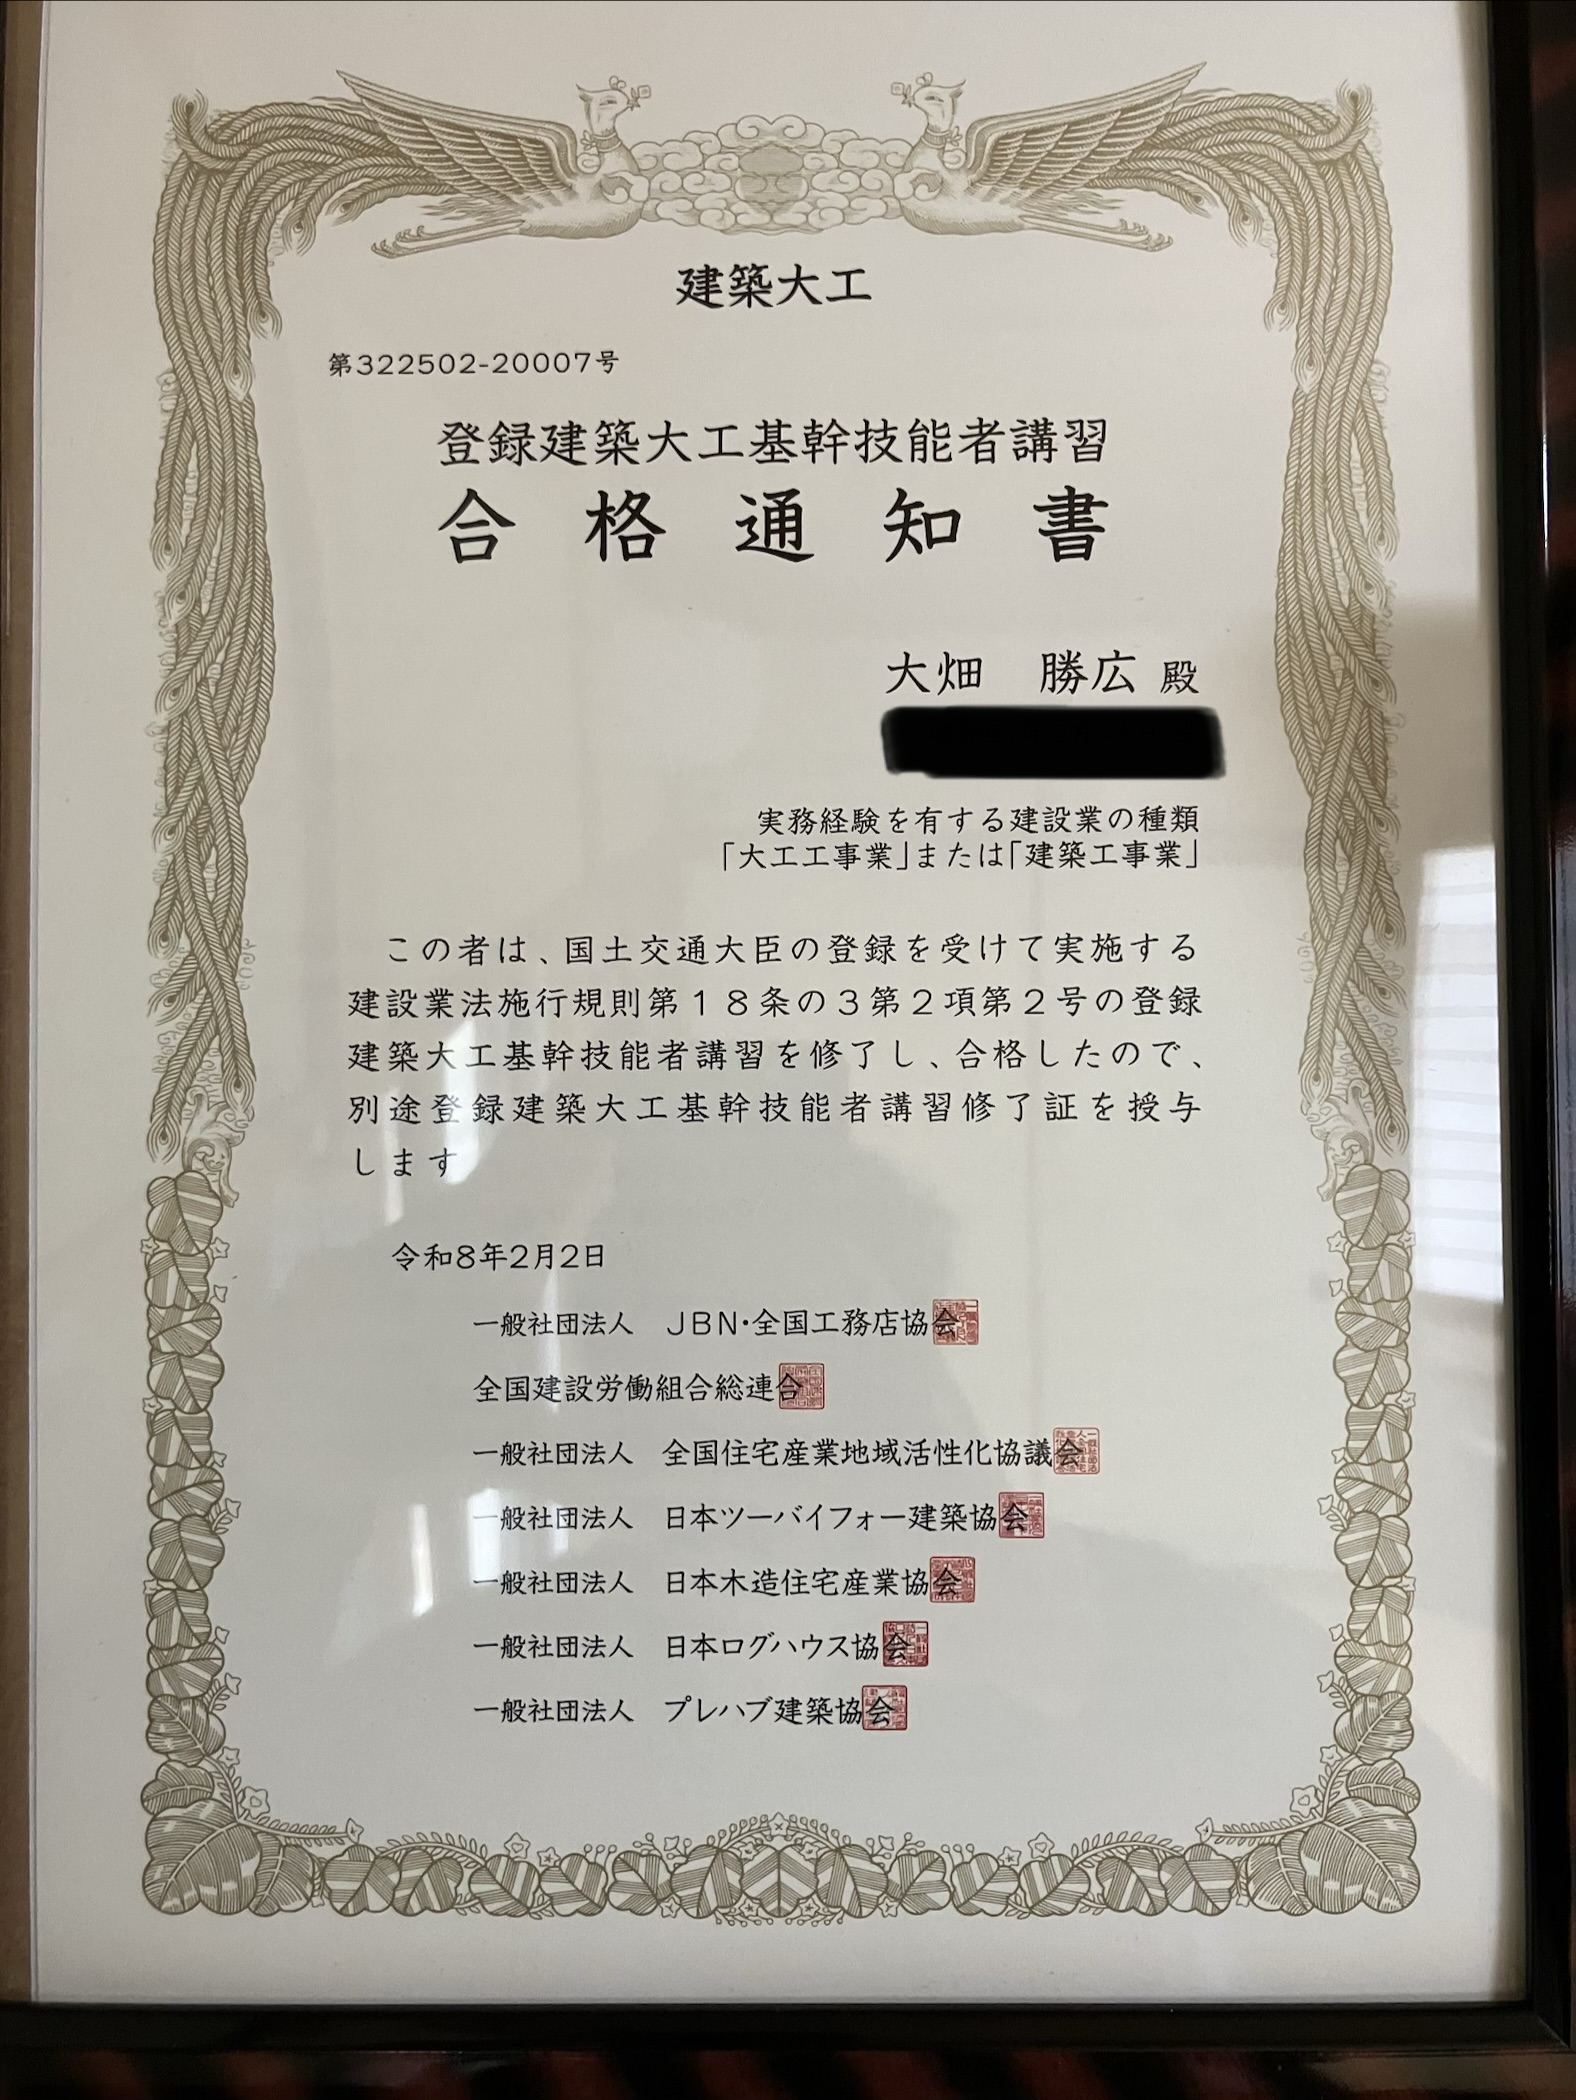 建築大工
第322502-20007号
登録建築大工基幹技能者講習
合格通知書
大畑　勝広 殿
実務経験を有する建設業の種類
「大工工事業」または「建築工事業」
この者は、国土交通大臣の登録を受けて実施する
建設業法施行規則第１８条の３第２項第２号の登録
建築大工基幹技能者講習を修了し、合格したので、
別途登録建築大工基幹技能者講習修了証を授与
します
令和8年2月2日
一般社団法人　ＪＢＮ・全国工務店協会
全国建設労働組合総連合
一般社団法人　全国住宅産業地域活性化協議会
一般社団法人　日本ツーバイフォー建築協会
一般社団法人　日本木造住宅産業協会
一般社団法人　日本ログハウス協会
一般社団法人　プレハブ建築協会